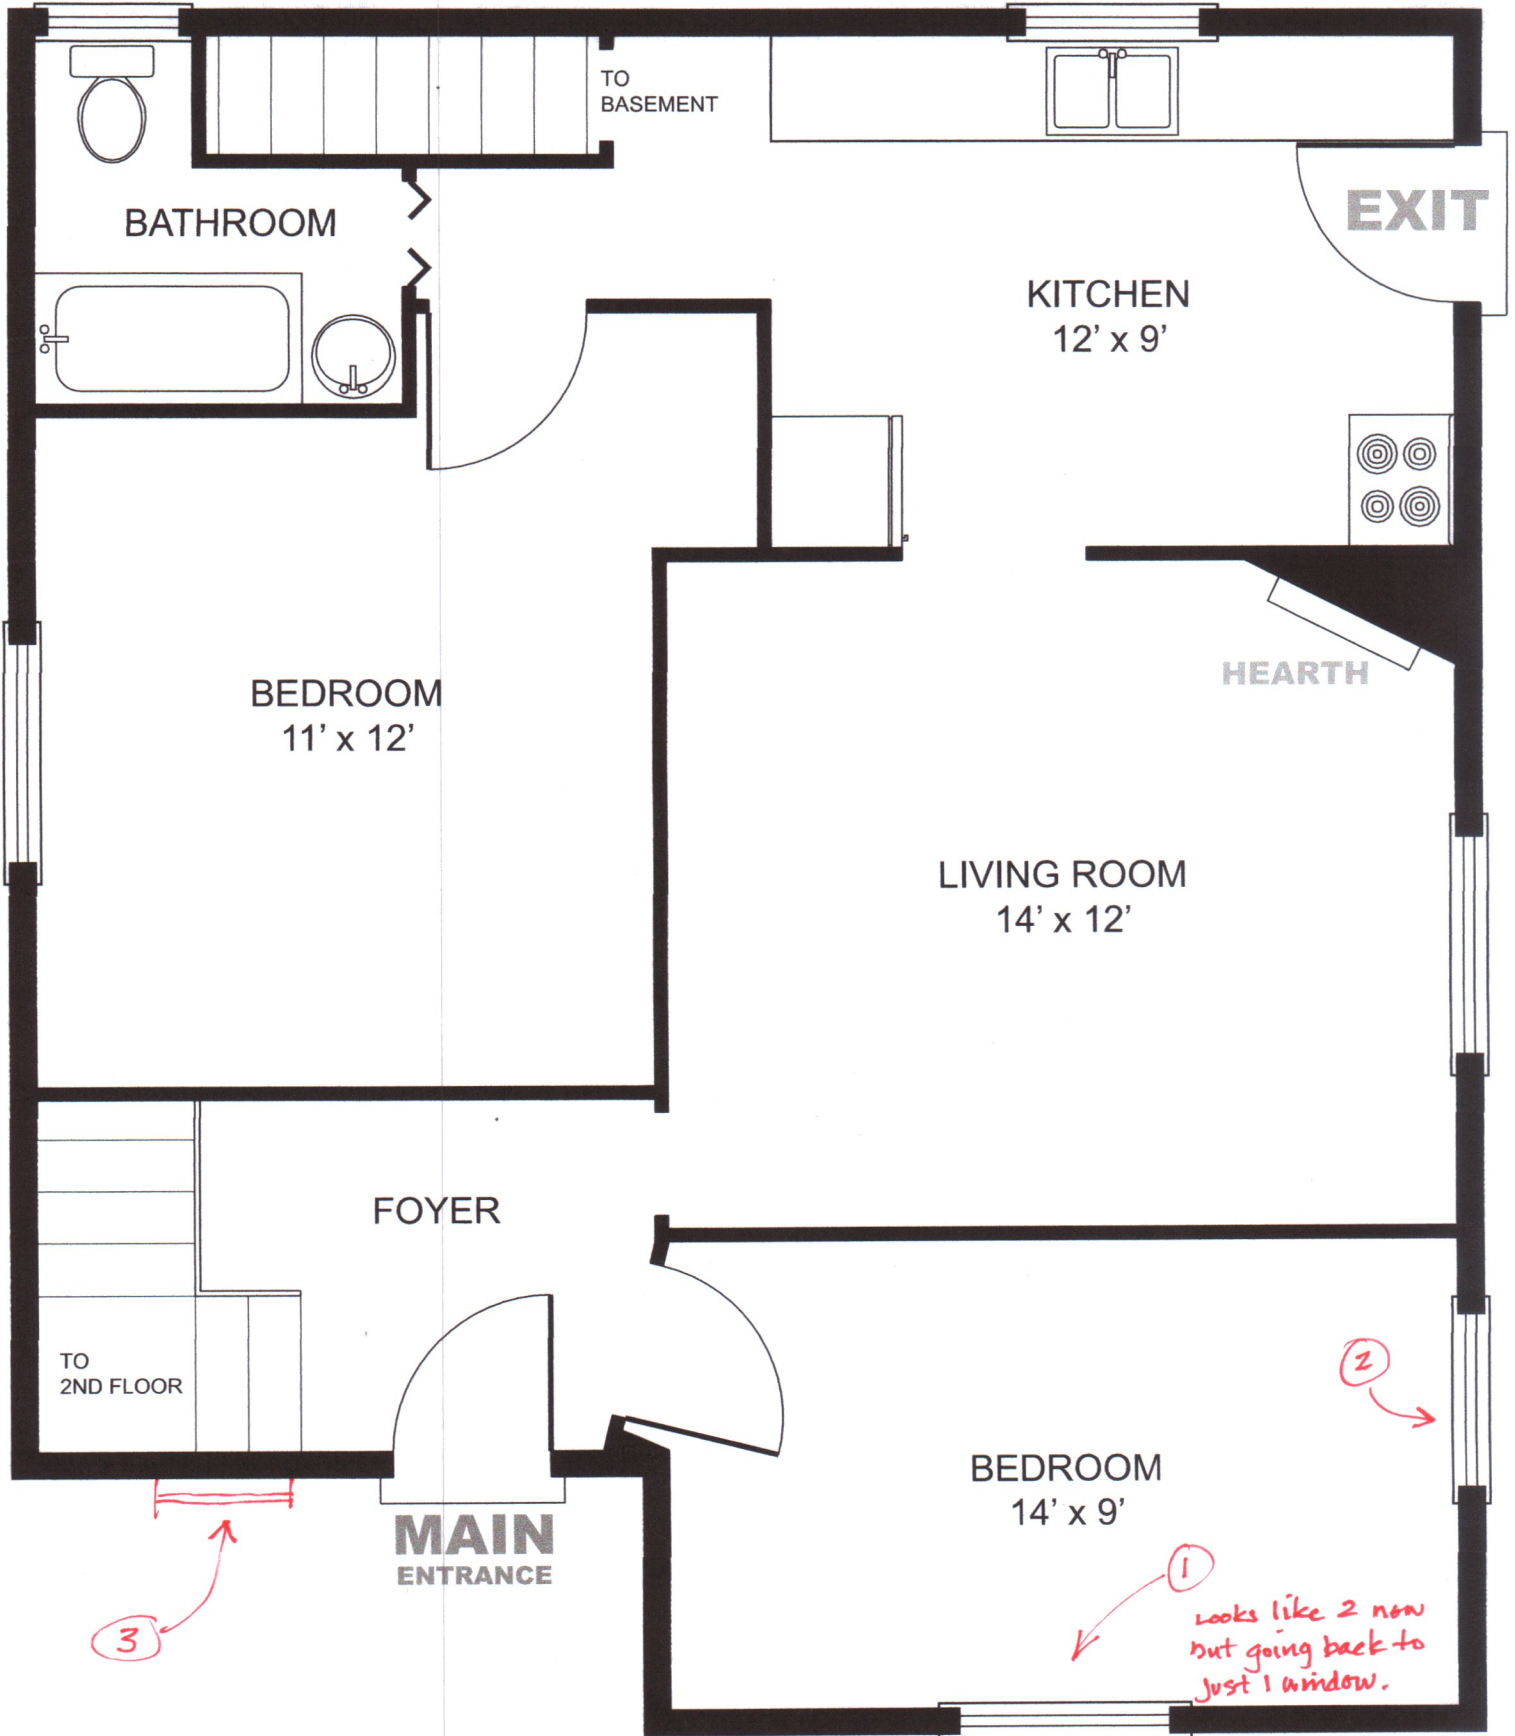 TO
BASEMENT
EXIT
BATHROOM
KITCHEN
12’ x 9’
HEARTH
BEDROOM
11’ x 12’
LIVING ROOM
14’ x 12’
FOYER
TO
2ND FLOOR
2
BEDROOM
14’ x 9’
MAIN
ENTRANCE
1
Looks like 2 now
but going back to
just 1 window.
3